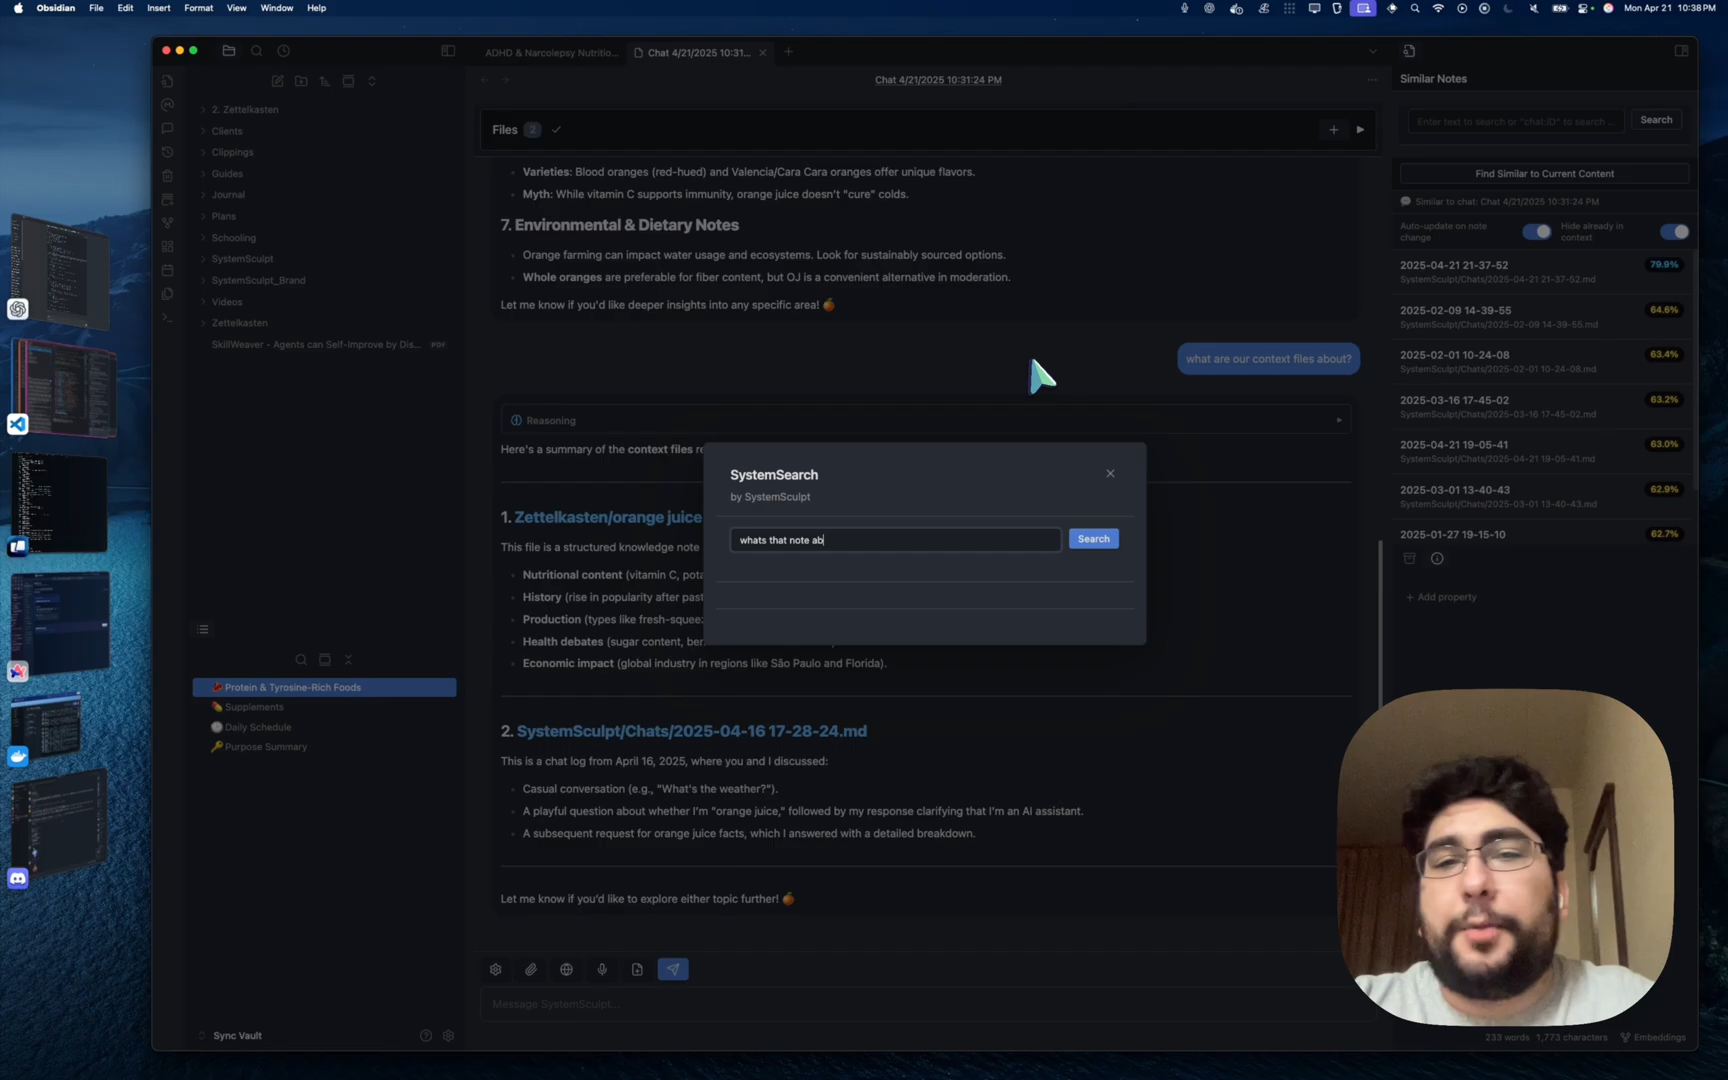 Obsidian File Edit Insert Format View Window Help
Mon Apr 21 10:38 PM
ADHD & Narcolepsy Nutritio...
Chat 4/21/2025 10:31...
Chat 4/21/2025 10:31:24 PM
2. Zettelkasten
Clients
Clippings
Guides
Journal
Plans
Schooling
SystemSculpt
SystemSculpt_Brand
Videos
Zettelkasten
SkillWeaver - Agents can Self-Improve by Dis... PDF
Protein & Tyrosine-Rich Foods
Supplements
Daily Schedule
Purpose Summary
Sync Vault
Files 2
Varieties: Blood oranges (red-hued) and Valencia/Cara Cara oranges offer unique flavors.
Myth: While vitamin C supports immunity, orange juice doesn't "cure" colds.
7. Environmental & Dietary Notes
Orange farming can impact water usage and ecosystems. Look for sustainably sourced options.
Whole oranges are preferable for fiber content, but OJ is a convenient alternative in moderation.
Let me know if you'd like deeper insights into any specific area! 🍊
what are our context files about?
Reasoning
Here's a summary of the context files re
1. Zettelkasten/orange juice
This file is a structured knowledge note
Nutritional content (vitamin C, pota
History (rise in popularity after past
Production (types like fresh-squee
Health debates (sugar content, ber
Economic impact (global industry in regions like São Paulo and Florida).
SystemSearch
by SystemSculpt
whats that note ab
Search
2. SystemSculpt/Chats/2025-04-16 17-28-24.md
This is a chat log from April 16, 2025, where you and I discussed:
Casual conversation (e.g., "What's the weather?").
A playful question about whether I'm "orange juice," followed by my response clarifying that I'm an AI assistant.
A subsequent request for orange juice facts, which I answered with a detailed breakdown.
Let me know if you'd like to explore either topic further! 🍊
Message SystemSculpt...
Similar Notes
Enter text to search or "chat:ID" to search ...
Search
Find Similar to Current Content
Similar to chat: Chat 4/21/2025 10:31:24 PM
Auto-update on note change
Hide already in context
2025-04-21 21-37-52 79.9%
SystemSculpt/Chats/2025-04-21 21-37-52.md
2025-02-09 14-39-55 64.6%
SystemSculpt/Chats/2025-02-09 14-39-55.md
2025-02-01 10-24-08 63.4%
SystemSculpt/Chats/2025-02-01 10-24-08.md
2025-03-16 17-45-02 63.2%
SystemSculpt/Chats/2025-03-16 17-45-02.md
2025-04-21 19-05-41 63.0%
SystemSculpt/Chats/2025-04-21 19-05-41.md
2025-03-01 13-40-43 62.9%
SystemSculpt/Chats/2025-03-01 13-40-43.md
2025-01-27 19-15-10 62.7%
Add property
233 words 1,773 characters Embeddings